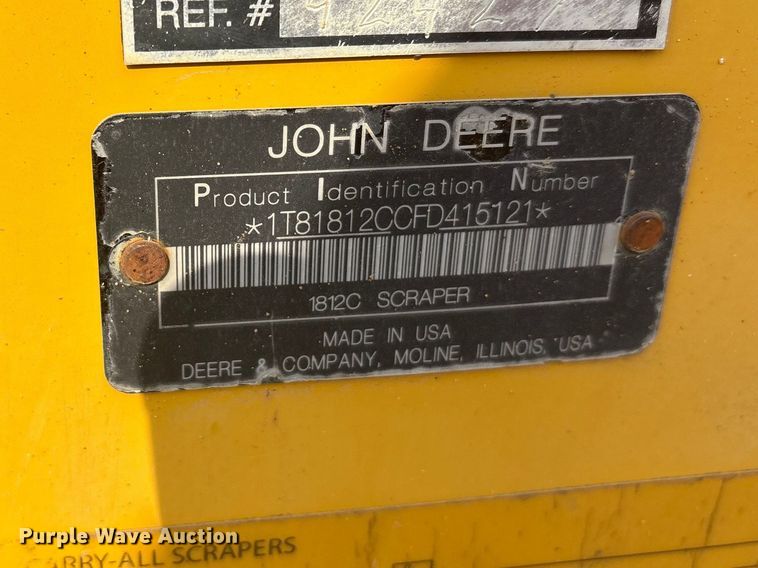 REF. #
JOHN DEERE
Product Identification Number
*1T81812CCFD415121*
1812C SCRAPER
MADE IN USA
DEERE & COMPANY, MOLINE, ILLINOIS, USA
Purple Wave Auction
CARRY-ALL SCRAPERS